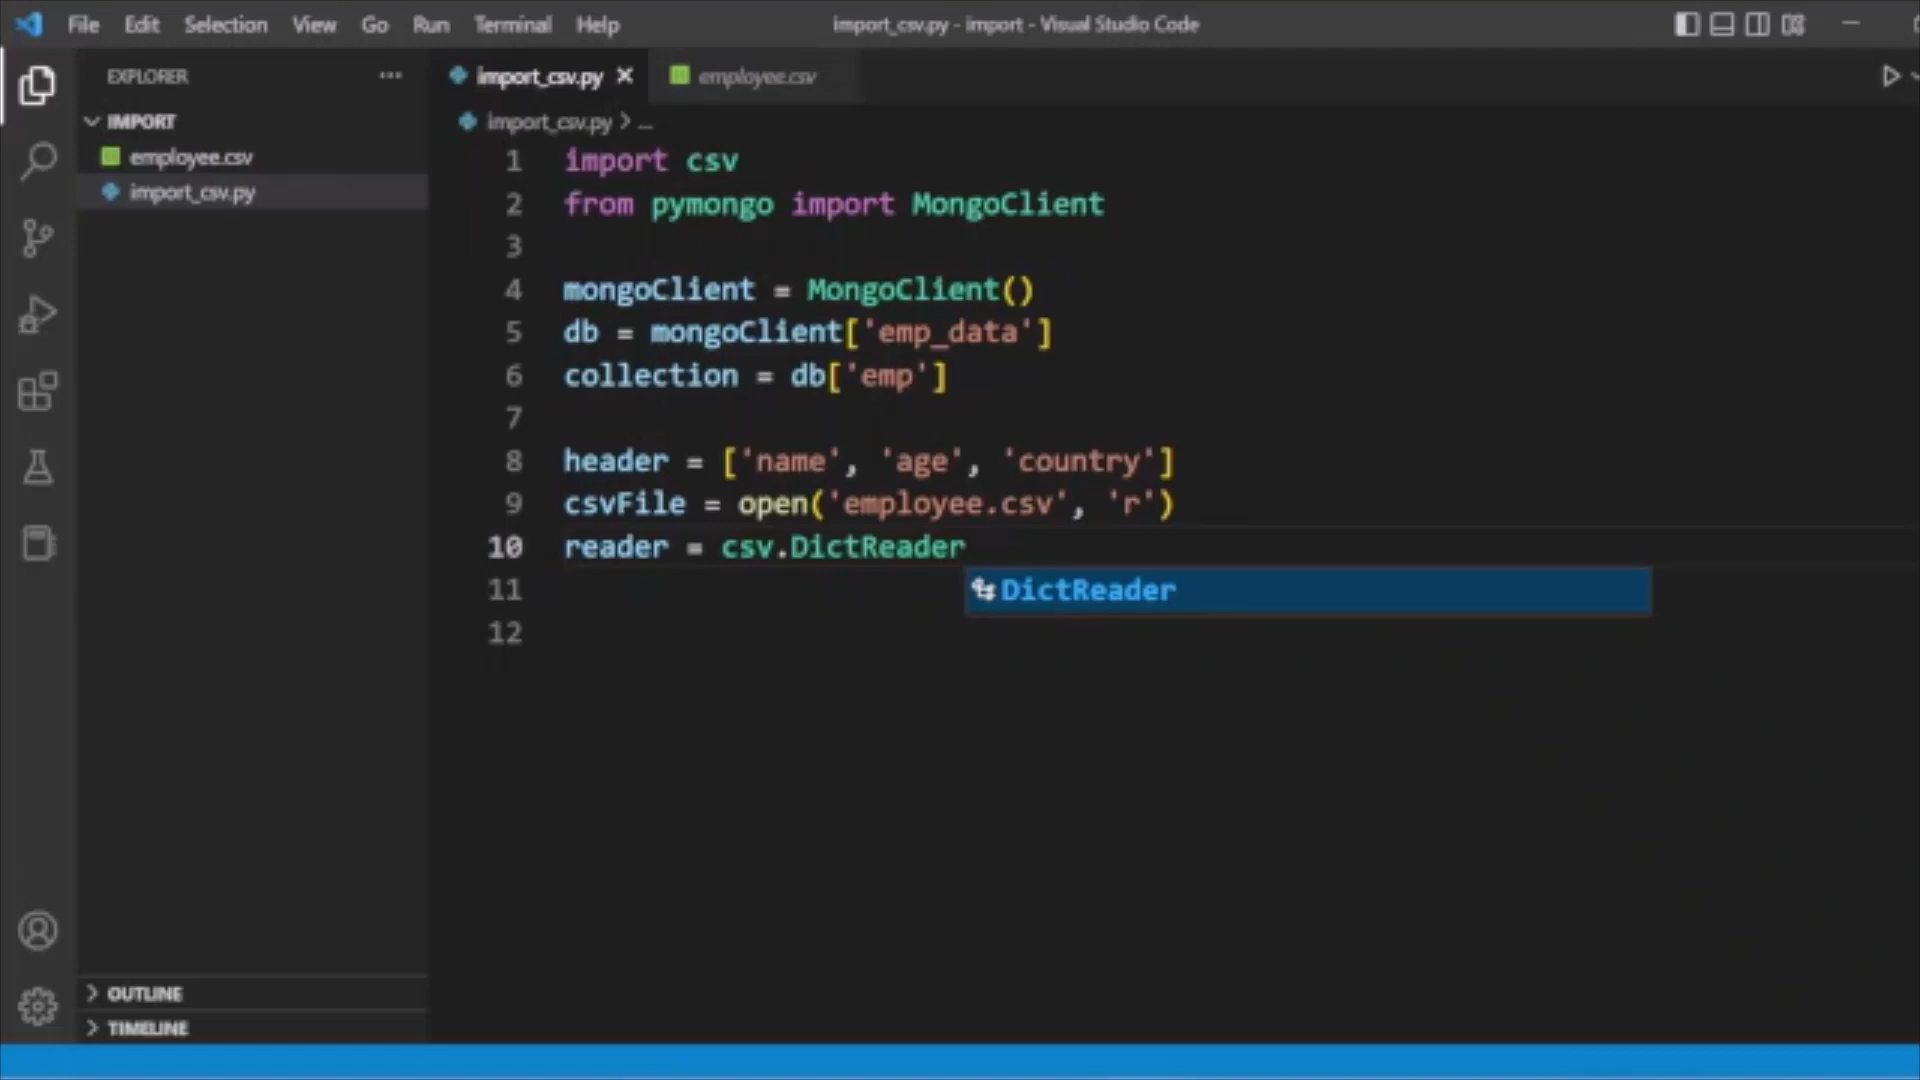 File Edit Selection View Go Run Terminal Help
import_csv.py - import - Visual Studio Code
EXPLORER
IMPORT
employee.csv
import_csv.py
OUTLINE
TIMELINE
import_csv.py employee.csv
import_csv.py > ...
1 import csv
2 from pymongo import MongoClient
3
4 mongoClient = MongoClient()
5 db = mongoClient['emp_data']
6 collection = db['emp']
7
8 header = ['name', 'age', 'country']
9 csvFile = open('employee.csv', 'r')
10 reader = csv.DictReader
11 DictReader
12